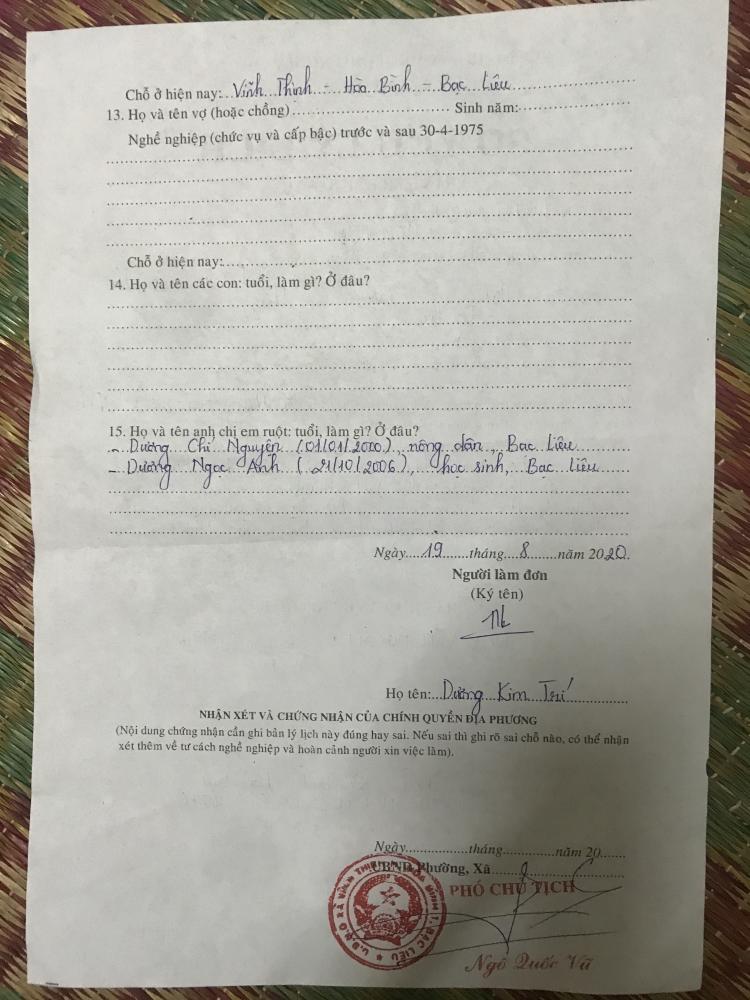 Chỗ ở hiện nay: Vĩnh Thịnh - Hòa Bình - Bạc Liêu
13. Họ và tên vợ (hoặc chồng)........................................ Sinh năm:............................
Nghề nghiệp (chức vụ và cấp bậc) trước và sau 30-4-1975
Chỗ ở hiện nay:
14. Họ và tên các con: tuổi, làm gì? Ở đâu?
15. Họ và tên anh chị em ruột: tuổi, làm gì? Ở đâu?
- Dương Chí Nguyện (01/01/2000), nông dân, Bạc Liêu
- Dương Ngọc Anh (21/10/2006), học sinh, Bạc Liêu
Ngày 19 tháng 8 năm 2020
Người làm đơn
(Ký tên)
Họ tên: Dương Kim Trí
NHẬN XÉT VÀ CHỨNG NHẬN CỦA CHÍNH QUYỀN ĐỊA PHƯƠNG
(Nội dung chứng nhận cần ghi bản lý lịch này đúng hay sai. Nếu sai thì ghi rõ sai chỗ nào, có thể nhận
xét thêm về tư cách nghề nghiệp và hoàn cảnh người xin việc làm).
Ngày............tháng............năm 20......
UBND Phường, Xã
PHÓ CHỦ TỊCH
Ngô Quốc Vũ